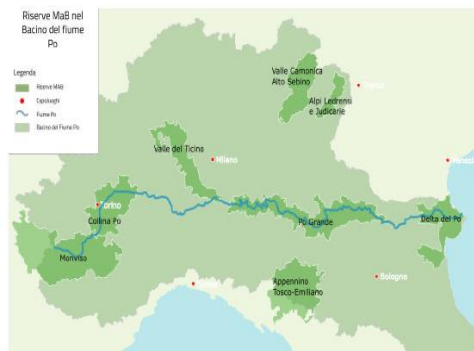 Riserve MaB nel
Bacino del fiume
Po
Legenda
Riserve MAB
Capoluoghi
Fiume Po
Bacino del Fiume Po
Valle Camonica
Alto Sebino
Alpi Ledrensi
e Judicarie
Valle del Ticino
Milano
Torino
Collina Po
Po Grande
Delta del Po
Monviso
Appennino
Tosco-Emiliano
Bologna